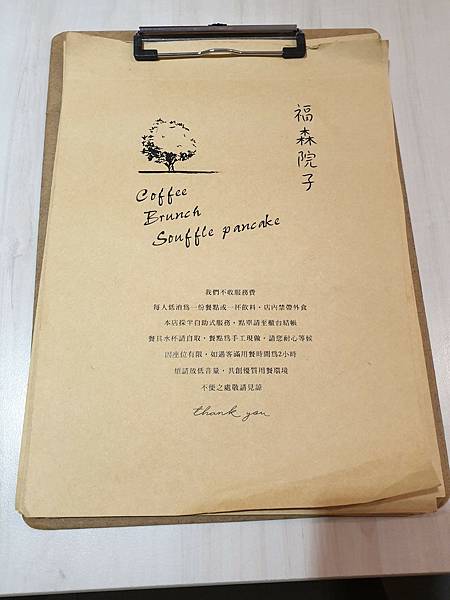 福森院子
Coffee
Brunch
Souffle pancake
我們不收服務費
每人低消為一份餐點或一杯飲料，店內禁帶外食
本店採半自助式服務，點單請至櫃台結帳
餐具水杯請自取，餐點為手工現做，請您耐心等候
因座位有限，如遇客滿用餐時間為2小時
煩請放低音量，共創優質用餐環境
不便之處敬請見諒
thank you